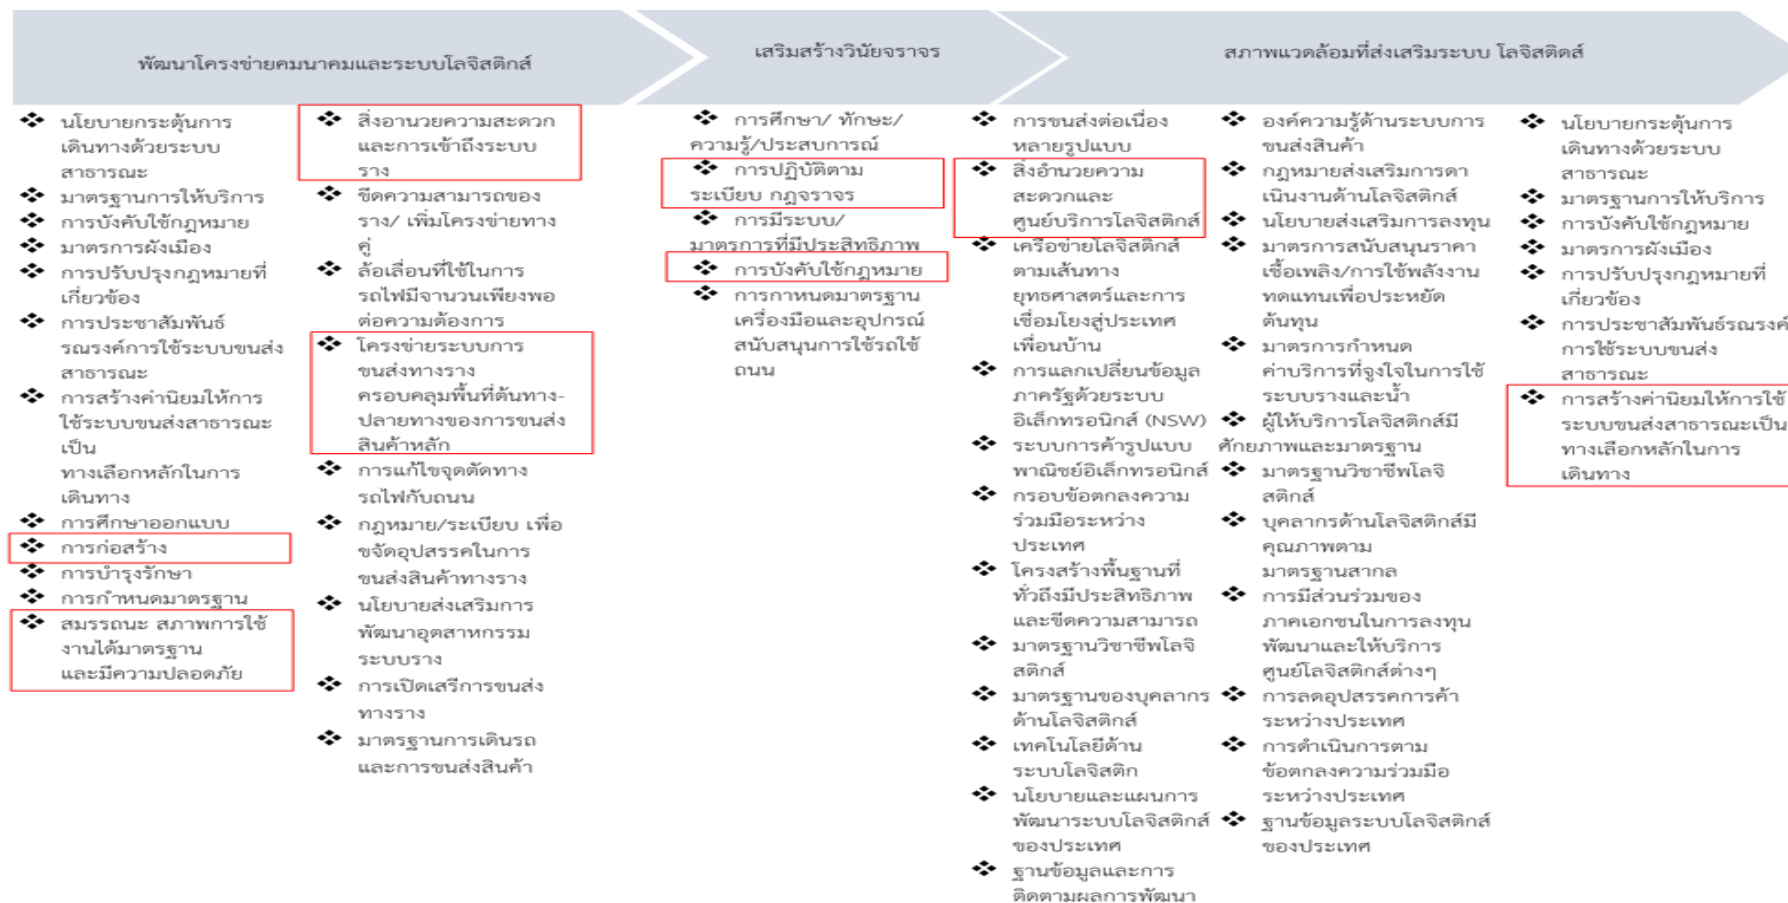 พัฒนาโครงข่ายคมนาคมและระบบโลจิสติกส์
เสริมสร้างวินัยจราจร
สภาพแวดล้อมที่ส่งเสริมระบบ โลจิสติดส์
❖ นโยบายกระตุ้นการ
เดินทางด้วยระบบ
สาธารณะ
❖ มาตรฐานการให้บริการ
❖ การบังคับใช้กฎหมาย
❖ มาตรการผังเมือง
❖ การปรับปรุงกฎหมายที่
เกี่ยวข้อง
❖ การประชาสัมพันธ์
รณรงค์การใช้ระบบขนส่ง
สาธารณะ
❖ การสร้างค่านิยมให้การ
ใช้ระบบขนส่งสาธารณะ
เป็น
ทางเลือกหลักในการ
เดินทาง
❖ การศึกษาออกแบบ
❖ การก่อสร้าง
❖ การบำรุงรักษา
❖ การกำหนดมาตรฐาน
❖ สมรรถนะ สภาพการใช้
งานได้มาตรฐาน
และมีความปลอดภัย
❖ สิ่งอานวยความสะดวก
และการเข้าถึงระบบ
ราง
❖ ขีดความสามารถของ
ราง/ เพิ่มโครงข่ายทาง
คู่
❖ ล้อเลื่อนที่ใช้ในการ
รถไฟมีจานวนเพียงพอ
ต่อความต้องการ
❖ โครงข่ายระบบการ
ขนส่งทางราง
ครอบคลุมพื้นที่ต้นทาง-
ปลายทางของการขนส่ง
สินค้าหลัก
❖ การแก้ไขจุดตัดทาง
รถไฟกับถนน
❖ กฎหมาย/ระเบียบ เพื่อ
ขจัดอุปสรรคในการ
ขนส่งสินค้าทางราง
❖ นโยบายส่งเสริมการ
พัฒนาอุตสาหกรรม
ระบบราง
❖ การเปิดเสรีการขนส่ง
ทางราง
❖ มาตรฐานการเดินรถ
และการขนส่งสินค้า
❖ การศึกษา/ ทักษะ/
ความรู้/ประสบการณ์
❖ การปฏิบัติตาม
ระเบียบ กฎจราจร
❖ การมีระบบ/
มาตรการที่มีประสิทธิภาพ
❖ การบังคับใช้กฎหมาย
❖ การกาหนดมาตรฐาน
เครื่องมือและอุปกรณ์
สนับสนุนการใช้รถใช้
ถนน
❖ การขนส่งต่อเนื่อง
หลายรูปแบบ
❖ สิ่งอำนวยความ
สะดวกและ
ศูนย์บริการโลจิสติกส์
❖ เครือข่ายโลจิสติกส์
ตามเส้นทาง
ยุทธศาสตร์และการ
เชื่อมโยงสู่ประเทศ
เพื่อนบ้าน
❖ การแลกเปลี่ยนข้อมูล
ภาครัฐด้วยระบบ
อิเล็กทรอนิกส์ (NSW)
❖ ระบบการค้ารูปแบบ
พาณิชย์อิเล็กทรอนิกส์
❖ กรอบข้อตกลงความ
ร่วมมือระหว่าง
ประเทศ
❖ โครงสร้างพื้นฐานที่
ทั่วถึงมีประสิทธิภาพ
และขีดความสามารถ
❖ มาตรฐานวิชาชีพโลจิ
สติกส์
❖ มาตรฐานของบุคลากร
ด้านโลจิสติกส์
❖ เทคโนโลยีด้าน
ระบบโลจิสติก
❖ นโยบายและแผนการ
พัฒนาระบบโลจิสติกส์
ของประเทศ
❖ ฐานข้อมูลและการ
ติดตามผลการพัฒนา
❖ องค์ความรู้ด้านระบบการ
ขนส่งสินค้า
❖ กฎหมายส่งเสริมการดา
เนินงานด้านโลจิสติกส์
❖ นโยบายส่งเสริมการลงทุน
❖ มาตรการสนับสนุนราคา
เชื้อเพลิง/การใช้พลังงาน
ทดแทนเพื่อประหยัด
ต้นทุน
❖ มาตรการกำหนด
ค่าบริการที่จูงใจในการใช้
ระบบรางและน้ำ
❖ ผู้ให้บริการโลจิสติกส์มี
ศักยภาพและมาตรฐาน
❖ มาตรฐานวิชาชีพโลจิ
สติกส์
❖ บุคลากรด้านโลจิสติกส์มี
คุณภาพตาม
มาตรฐานสากล
❖ การมีส่วนร่วมของ
ภาคเอกชนในการลงทุน
พัฒนาและให้บริการ
ศูนย์โลจิสติกส์ต่างๆ
❖ การลดอุปสรรคการค้า
ระหว่างประเทศ
❖ การดำเนินการตาม
ข้อตกลงความร่วมมือ
ระหว่างประเทศ
❖ ฐานข้อมูลระบบโลจิสติกส์
ของประเทศ
❖ นโยบายกระตุ้นการ
เดินทางด้วยระบบ
สาธารณะ
❖ มาตรฐานการให้บริการ
❖ การบังคับใช้กฎหมาย
❖ มาตรการผังเมือง
❖ การปรับปรุงกฎหมายที่
เกี่ยวข้อง
❖ การประชาสัมพันธ์รณรงค์
การใช้ระบบขนส่ง
สาธารณะ
❖ การสร้างค่านิยมให้การใช้
ระบบขนส่งสาธารณะเป็น
ทางเลือกหลักในการ
เดินทาง